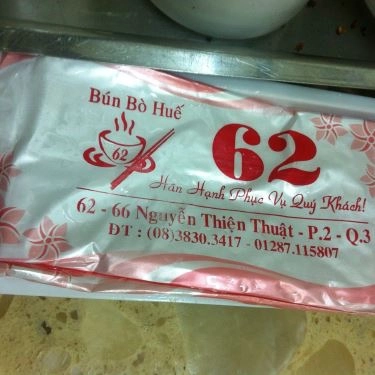 Bún Bò Huế
62
62
Hân Hạnh Phục Vụ Quý Khách!
62 - 66 Nguyễn Thiện Thuật - P.2 - Q.3
ĐT : (08)3830.3417 - 01287.115807